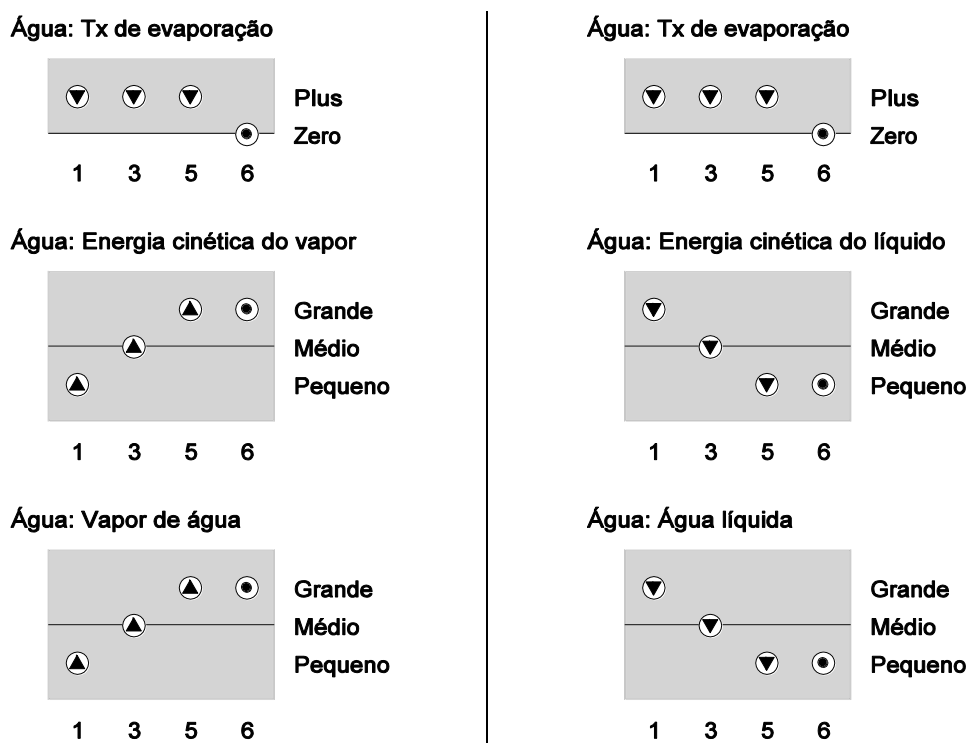 Água: Tx de evaporação
Plus
Zero
1 3 5 6
Água: Energia cinética do vapor
Grande
Médio
Pequeno
1 3 5 6
Água: Vapor de água
Grande
Médio
Pequeno
1 3 5 6
Água: Tx de evaporação
Plus
Zero
1 3 5 6
Água: Energia cinética do líquido
Grande
Médio
Pequeno
1 3 5 6
Água: Água líquida
Grande
Médio
Pequeno
1 3 5 6